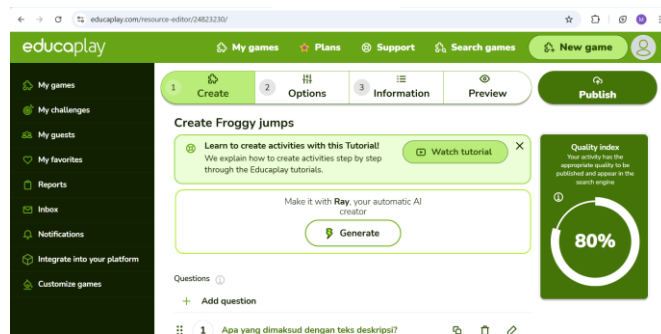 educaplay.com/resource-editor/24823230/
educaplay
My games
Plans
Support
Search games
New game
My games
My challenges
My guests
My favorites
Reports
Inbox
Notifications
Integrate into your platform
Customize games
1 Create
2 Options
3 Information
Preview
Publish
Create Froggy jumps
Learn to create activities with this Tutorial!
We explain how to create activities step by step
through the Educaplay tutorials.
Watch tutorial
Make it with Ray, your automatic AI
creator
Generate
Questions
+ Add question
1 Apa yang dimaksud dengan teks deskripsi?
Quality index
Your activity has the
appropriate quality to be
published and appear in the
search engine
80%